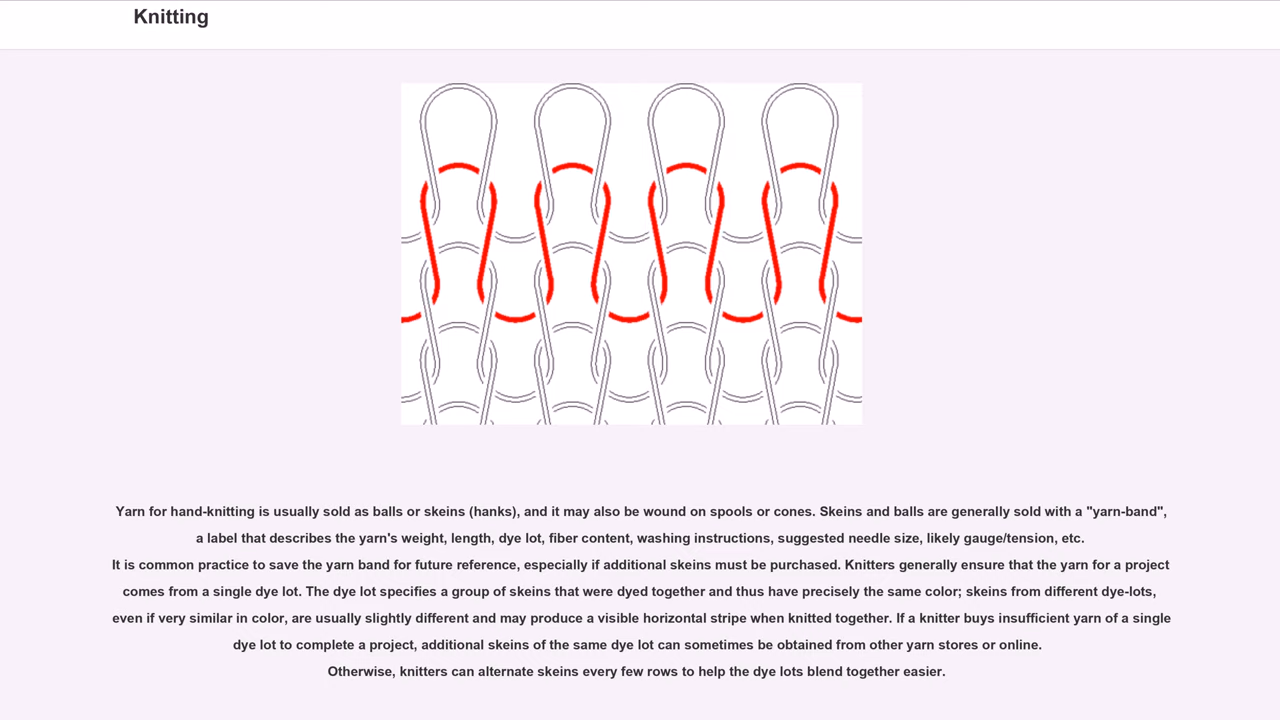 Knitting
Yarn for hand-knitting is usually sold as balls or skeins (hanks), and it may also be wound on spools or cones. Skeins and balls are generally sold with a "yarn-band",
a label that describes the yarn's weight, length, dye lot, fiber content, washing instructions, suggested needle size, likely gauge/tension, etc.
It is common practice to save the yarn band for future reference, especially if additional skeins must be purchased. Knitters generally ensure that the yarn for a project
comes from a single dye lot. The dye lot specifies a group of skeins that were dyed together and thus have precisely the same color; skeins from different dye-lots,
even if very similar in color, are usually slightly different and may produce a visible horizontal stripe when knitted together. If a knitter buys insufficient yarn of a single
dye lot to complete a project, additional skeins of the same dye lot can sometimes be obtained from other yarn stores or online.
Otherwise, knitters can alternate skeins every few rows to help the dye lots blend together easier.